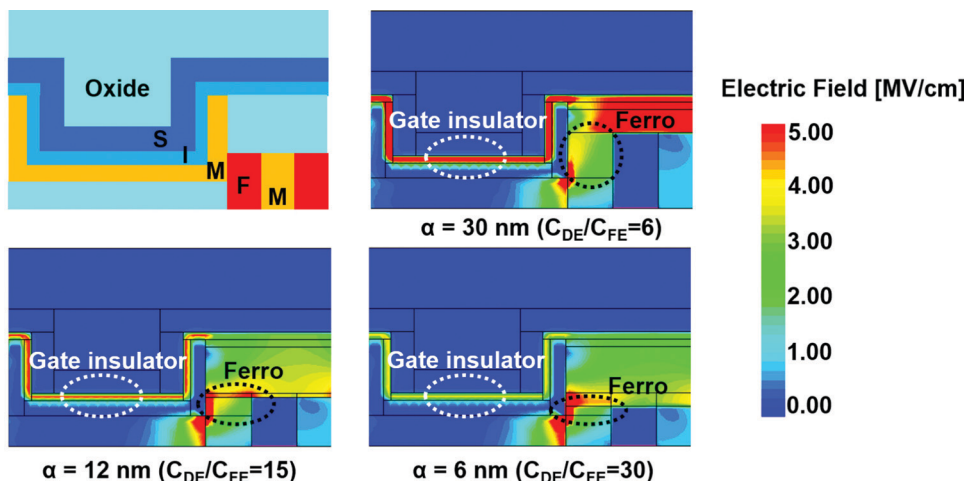 Oxide
S
I
M
F
M
Gate insulator
Ferro
α = 30 nm (C_DE/C_FE=6)
Electric Field [MV/cm]
5.00
4.00
3.00
2.00
1.00
0.00
Gate insulator
Ferro
α = 12 nm (C_DE/C_FE=15)
Gate insulator
Ferro
α = 6 nm (C_DE/C_FE=30)